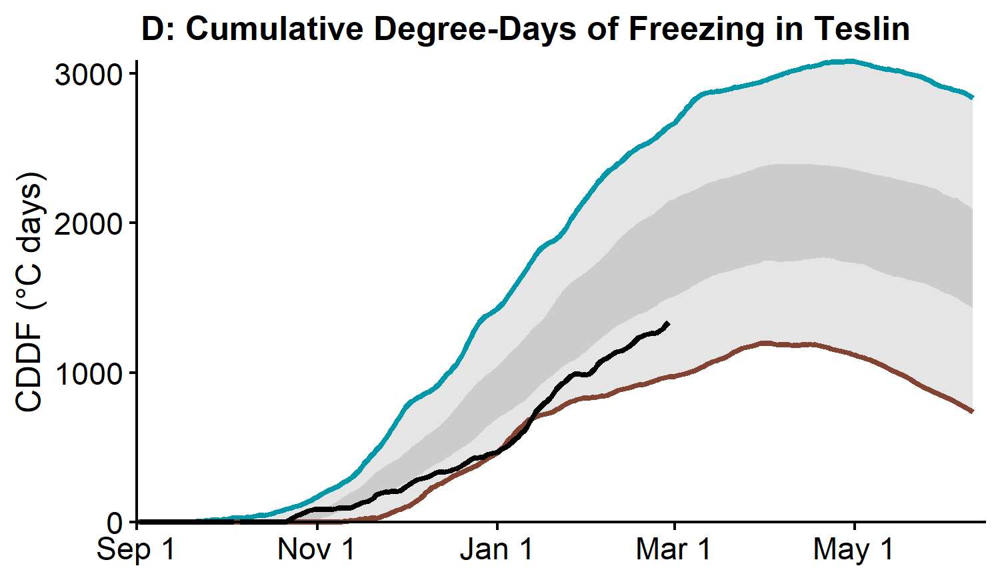 D: Cumulative Degree-Days of Freezing in Teslin
CDDF (°C days)
3000
2000
1000
0
Sep 1 Nov 1 Jan 1 Mar 1 May 1